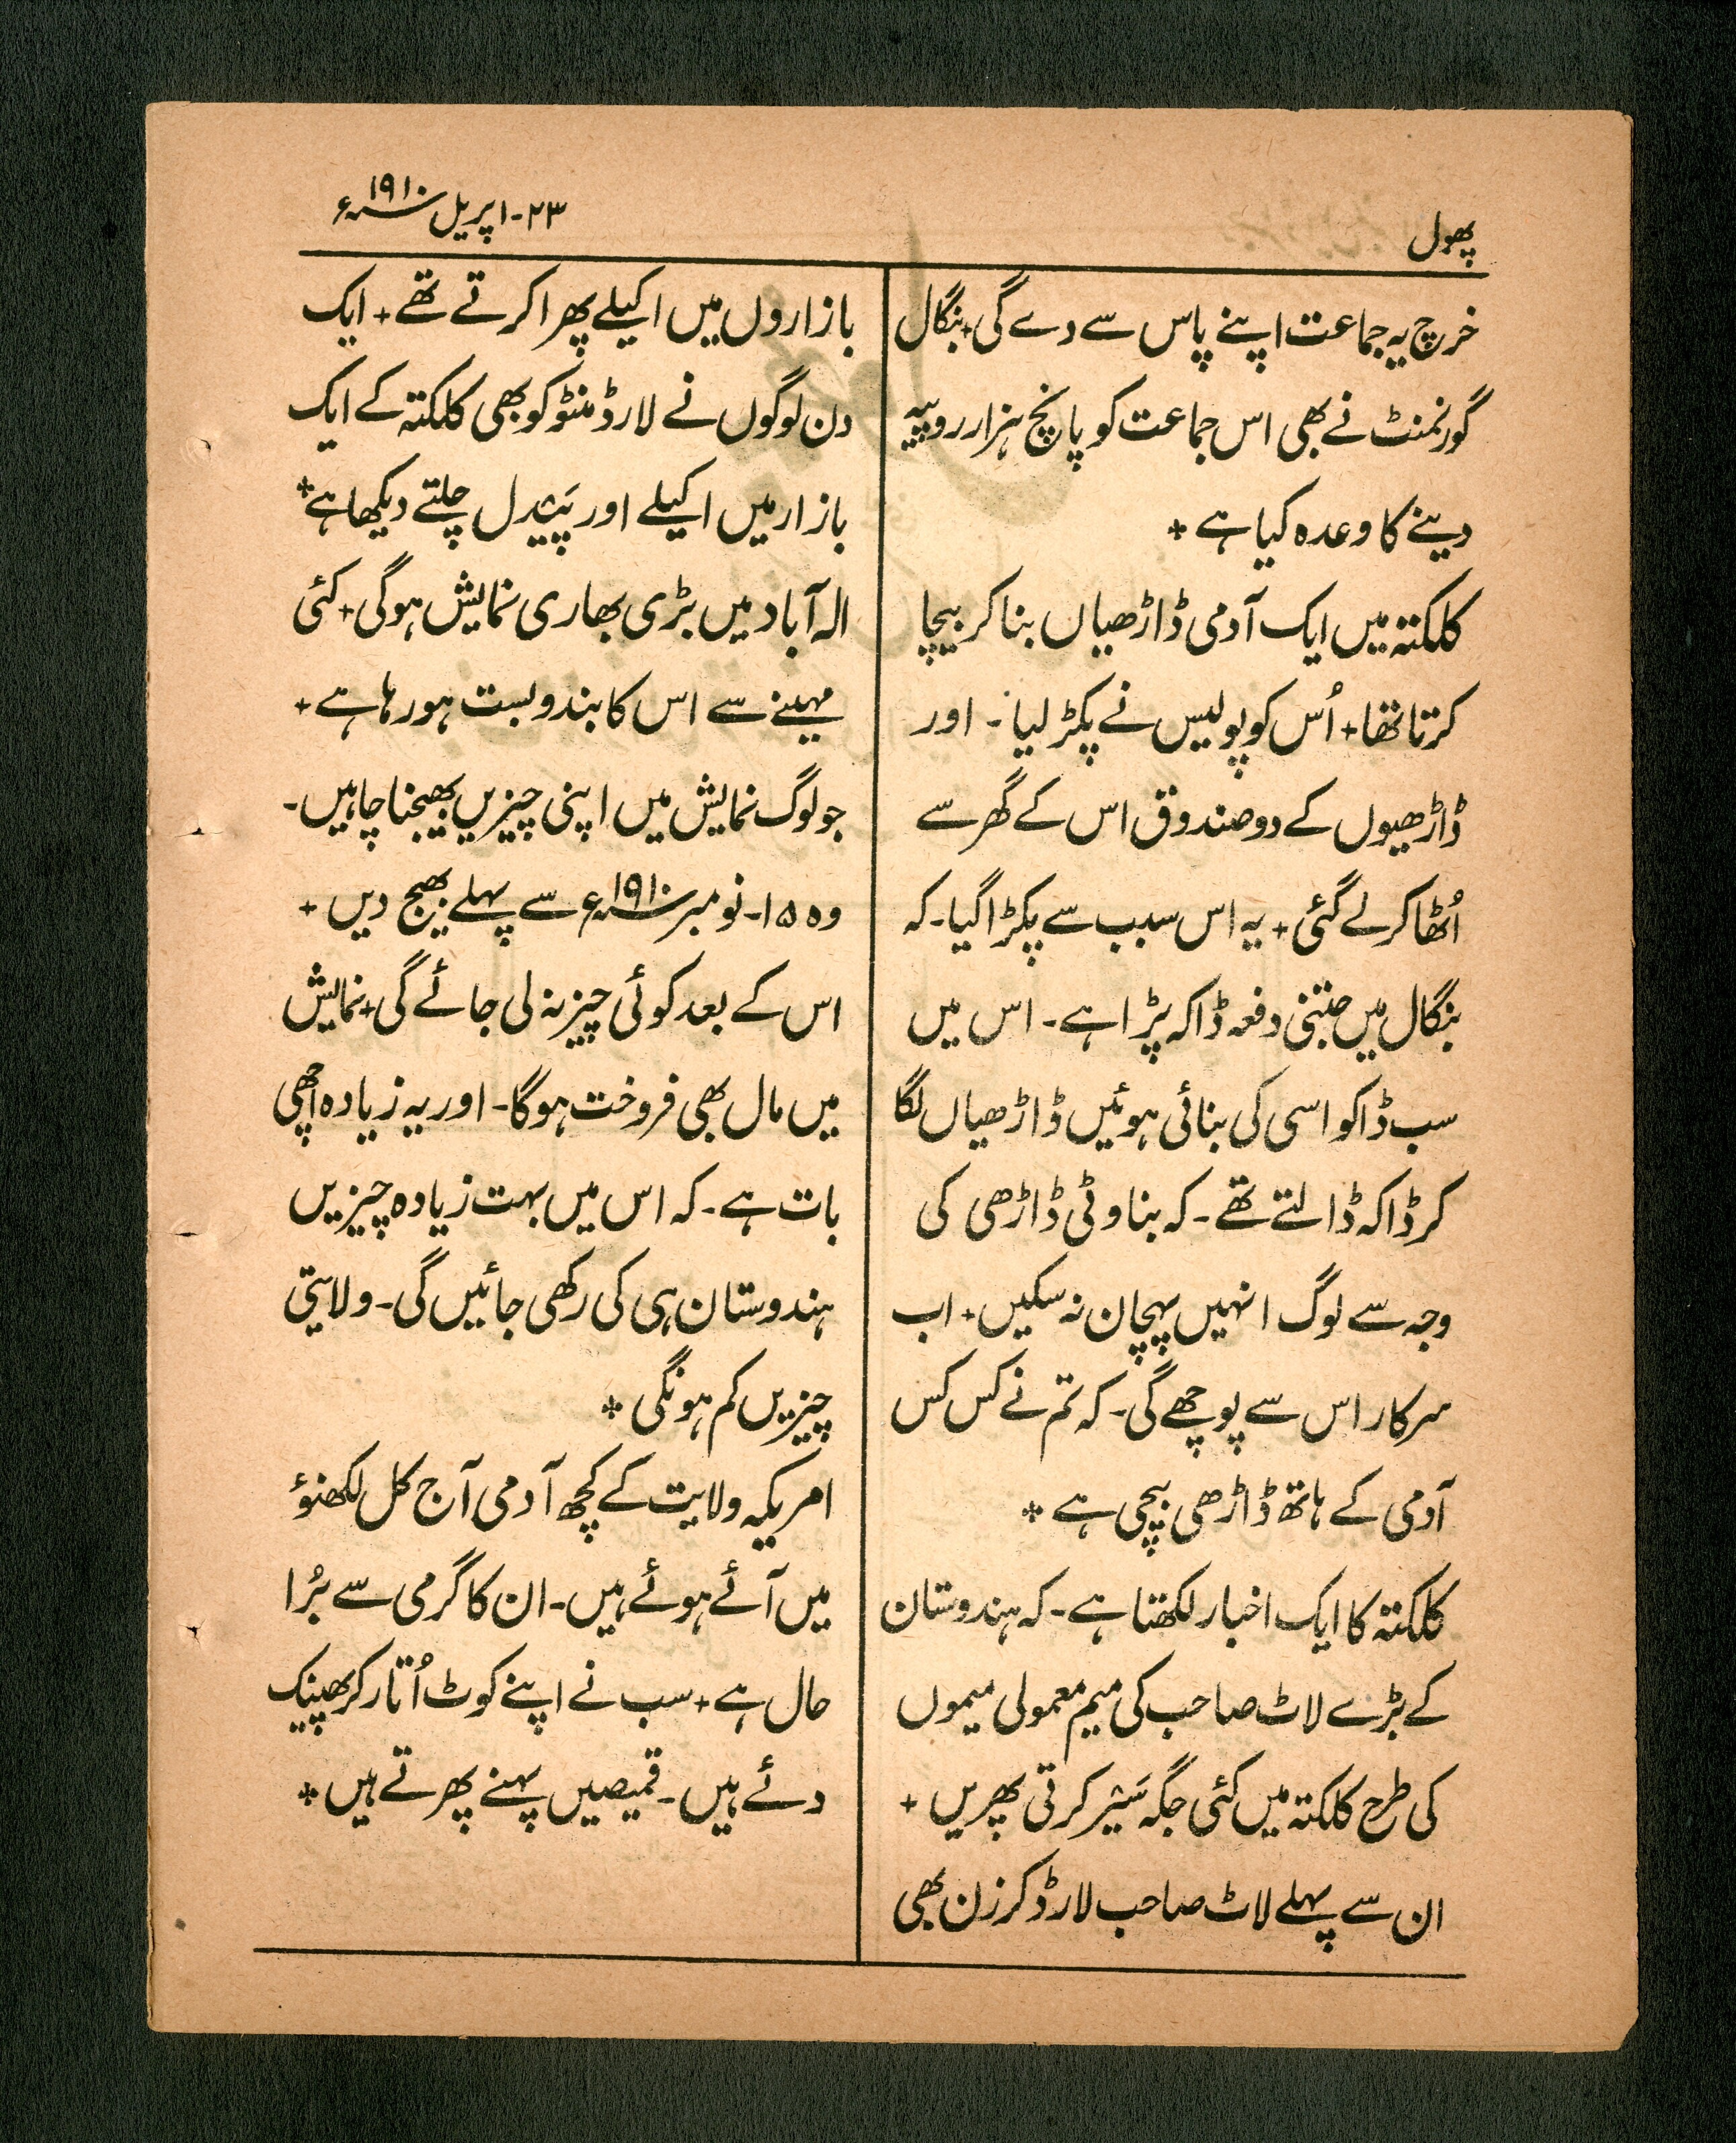 پھول
۲۳-اپریل ۱۹۱۰ء
خرچ یہ جماعت اپنے پاس سے دے گی+ بنگال
گورنمنٹ نے بھی اس جماعت کو پانچ ہزار روپیہ
دینے کا وعدہ کیا ہے +
کلکتہ میں ایک آدمی ڈاڑھیاں بنا کر بیچا
کرتا تھا+ اُس کو پولیس نے پکڑ لیا- اور
ڈاڑھیوں کے دو صندوق اس کے گھر سے
اُٹھا کر لے گئی + یہ اس سبب سے پکڑا گیا- کہ
بنگال میں جتنی دفعہ ڈاکہ پڑا ہے- اس میں
سب ڈاکو اسی کی بنائی ہوئیں ڈاڑھیاں لگا
کر ڈاکہ ڈالتے تھے- کہ بناوٹی ڈاڑھی کی
وجہ سے لوگ انہیں پہچان نہ سکیں+ اب
سرکار اس سے پوچھے گی- کہ تم نے کس کس
آدمی کے ہاتھ ڈاڑھی بیچی ہے +
کلکتہ کا ایک اخبار لکھتا ہے- کہ ہندوستان
کے بڑے لاٹ صاحب کی میم معمولی میموں
کی طرح کلکتہ میں کئی جگہ سَیر کرتی پھریں +
ان سے پہلے لاٹ صاحب لارڈ کرزن بھی
بازاروں میں اکیلے پھرا کرتے تھے+ ایک
دن لوگوں نے لارڈ منٹو کو بھی کلکتہ کے ایک
بازار میں اکیلے اور پَیدل چلتے دیکھا ہے+
الہ آباد میں بڑی بھاری نمایش ہوگی+ کئی
مہینے سے اس کا بندوبست ہو رہا ہے+
جو لوگ نمایش میں اپنی چیزیں بھیجنا چاہیں-
وہ ۱۵- نومبر ۱۹۱۰ء سے پہلے بھیج دیں +
اس کے بعد کوئی چیز نہ لی جائے گی+ نمایش
میں مال بھی فروخت ہوگا- اور یہ زیادہ اچھی
بات ہے- کہ اس میں بہت زیادہ چیزیں
ہندوستان ہی کی رکھی جائیں گی- ولایتی
چیزیں کم ہونگی +
امریکہ ولایت کے کچھ آدمی آج کل لکھنؤ
میں آئے ہوئے ہیں- ان کا گرمی سے بُرا
حال ہے+ سب نے اپنے کوٹ اُتار کر پھینک
دئے ہیں- قمیصیں پہنے پھرتے ہیں +